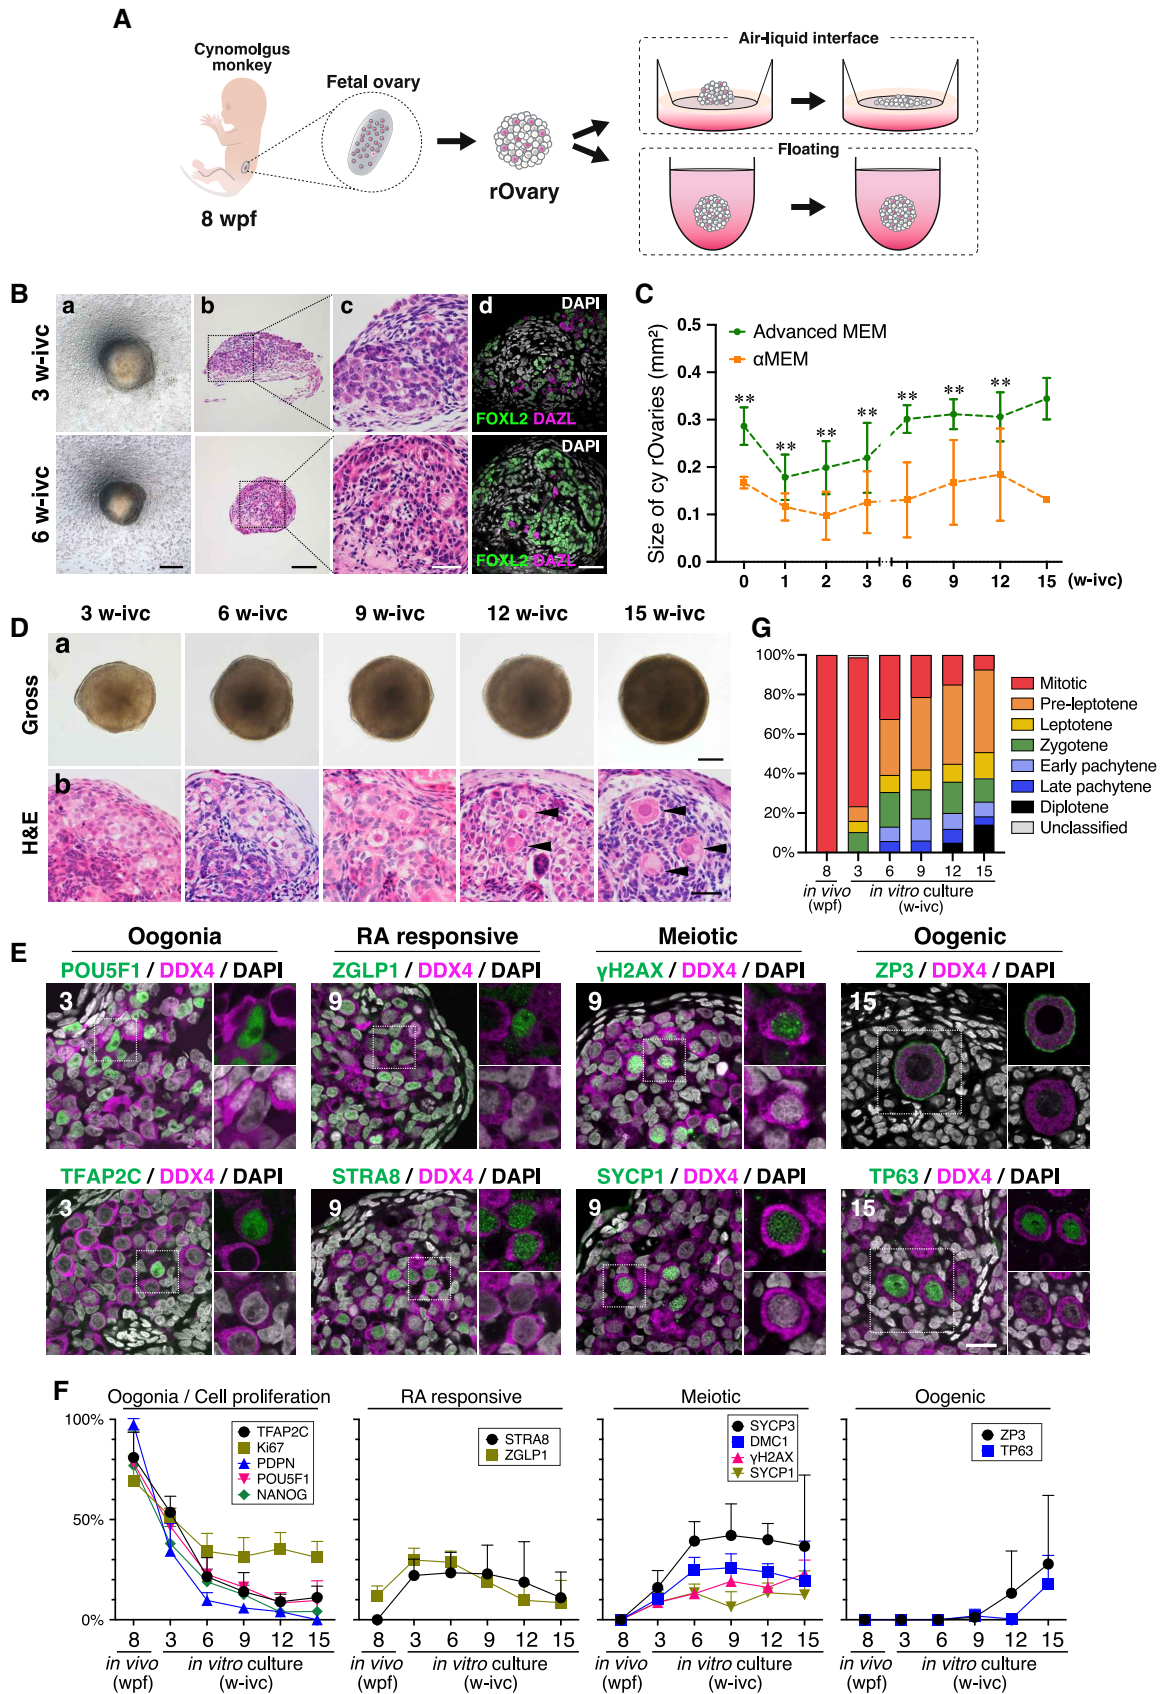 A
Cynomolgus
monkey
Fetal ovary
8 wpf
rOvary
Air-liquid interface
Floating
B
a
b
c
d
DAPI
3 w-ivc
FOXL2 DAZL
DAPI
6 w-ivc
FOXL2 DAZL
C
Size of cy rOvaries (mm²)
0.5
0.4
0.3
0.2
0.1
0.0
Advanced MEM
αMEM
**
**
**
**
**
**
**
0 1 2 3 6 9 12 15 (w-ivc)
D
3 w-ivc 6 w-ivc 9 w-ivc 12 w-ivc 15 w-ivc
a
Gross
b
H&E
G
100%
80%
60%
40%
20%
0%
Mitotic
Pre-leptotene
Leptotene
Zygotene
Early pachytene
Late pachytene
Diplotene
Unclassified
8 3 6 9 12 15
in vivo in vitro culture
(wpf) (w-ivc)
E
Oogonia RA responsive Meiotic Oogenic
POU5F1 / DDX4 / DAPI ZGLP1 / DDX4 / DAPI γH2AX / DDX4 / DAPI ZP3 / DDX4 / DAPI
3 9 9 15
TFAP2C / DDX4 / DAPI STRA8 / DDX4 / DAPI SYCP1 / DDX4 / DAPI TP63 / DDX4 / DAPI
3 9 9 15
F
Oogonia / Cell proliferation
100%
50%
0%
TFAP2C
Ki67
PDPN
POU5F1
NANOG
8 3 6 9 12 15
in vivo in vitro culture
(wpf) (w-ivc)
RA responsive
STRA8
ZGLP1
8 3 6 9 12 15
in vivo in vitro culture
(wpf) (w-ivc)
Meiotic
SYCP3
DMC1
γH2AX
SYCP1
8 3 6 9 12 15
in vivo in vitro culture
(wpf) (w-ivc)
Oogenic
ZP3
TP63
8 3 6 9 12 15
in vivo in vitro culture
(wpf) (w-ivc)